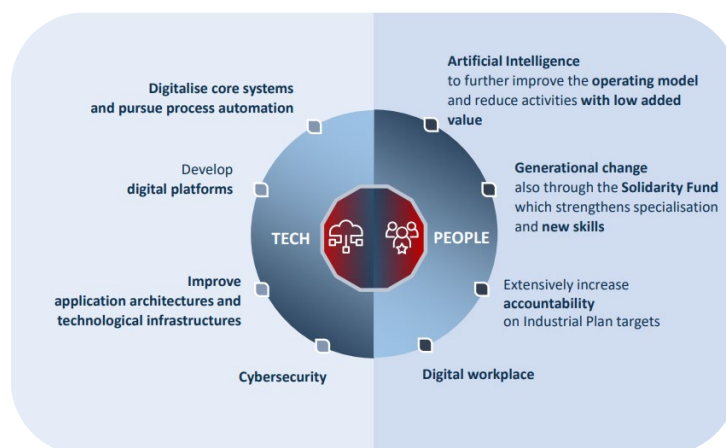 Digitalise core systems
and pursue process automation
Develop
digital platforms
Improve
application architectures and
technological infrastructures
Cybersecurity
TECH
PEOPLE
Artificial Intelligence
to further improve the operating model
and reduce activities with low added
value
Generational change
also through the Solidarity Fund
which strengthens specialisation
and new skills
Extensively increase
accountability
on Industrial Plan targets
Digital workplace